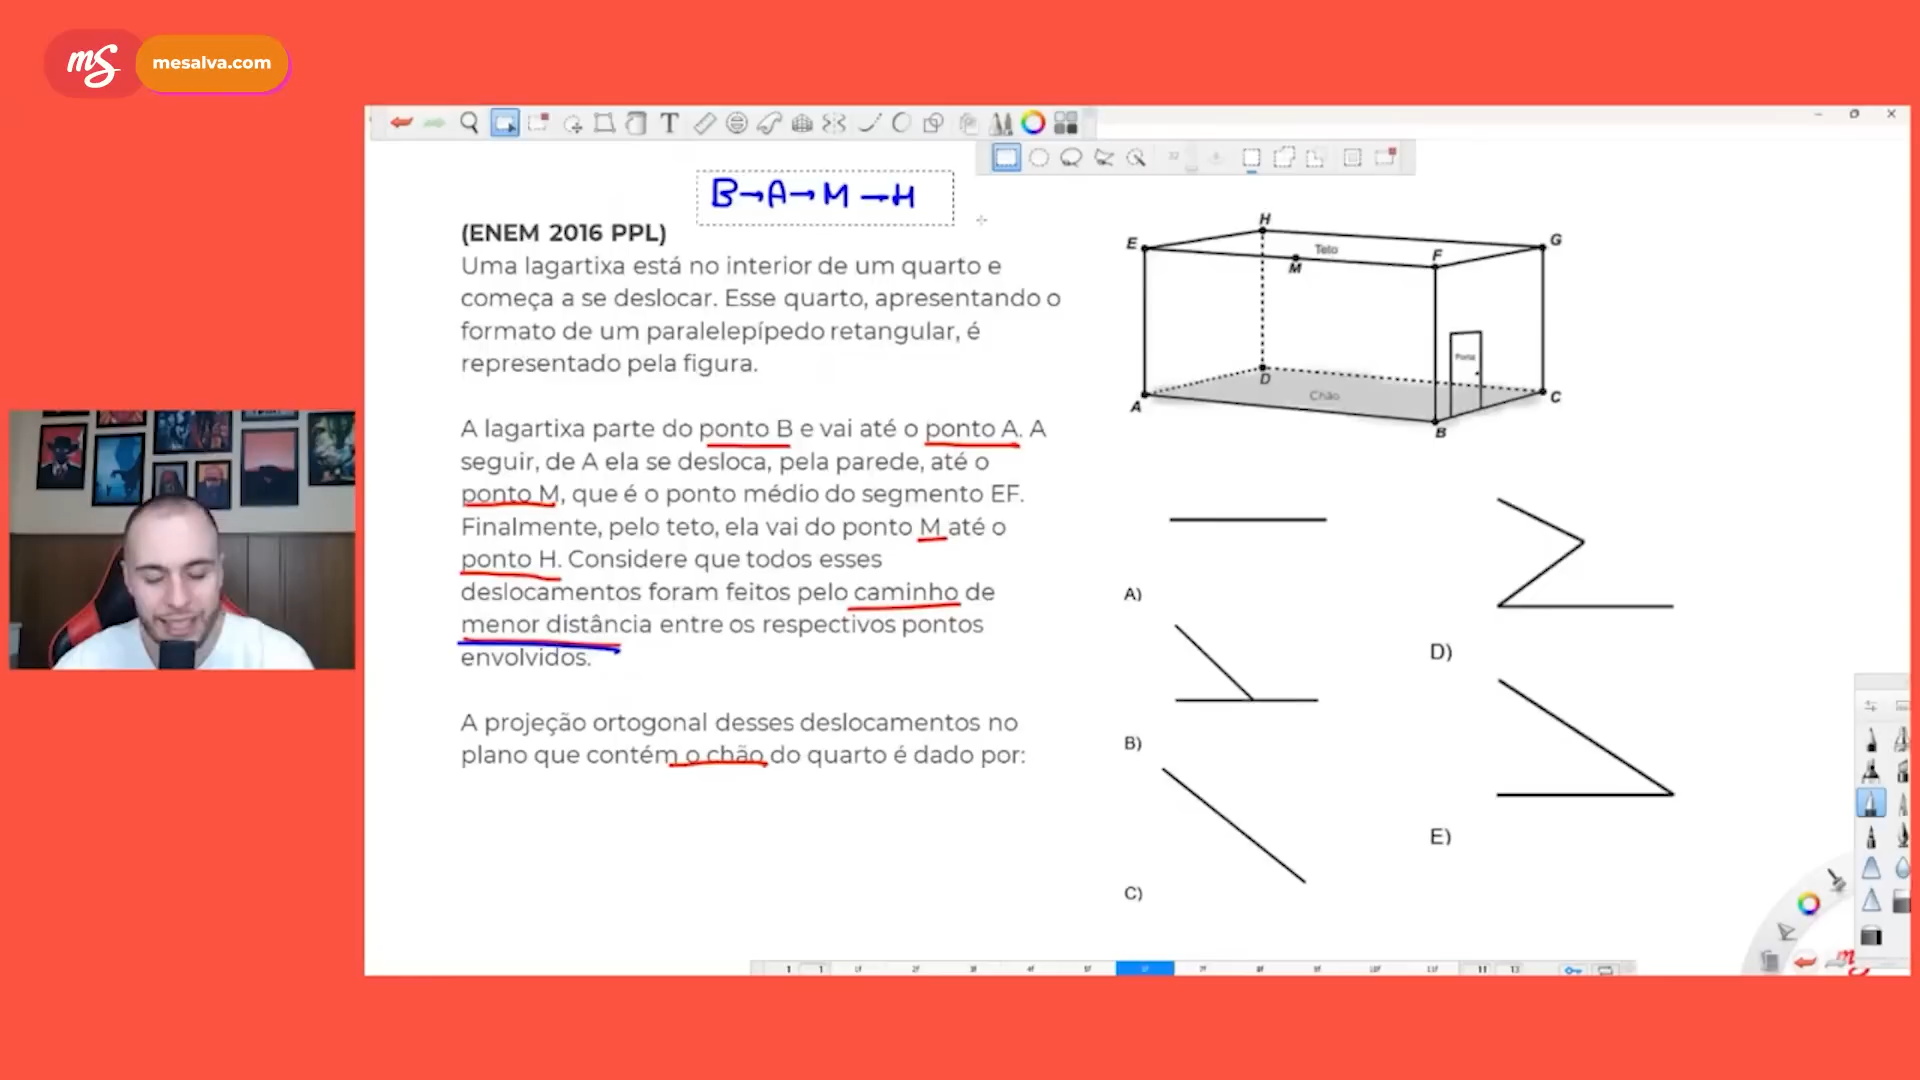 mS mesalva.com
B→A→M→H
(ENEM 2016 PPL)
Uma lagartixa está no interior de um quarto e
começa a se deslocar. Esse quarto, apresentando o
formato de um paralelepípedo retangular, é
representado pela figura.
A lagartixa parte do ponto B e vai até o ponto A. A
seguir, de A ela se desloca, pela parede, até o
ponto M, que é o ponto médio do segmento EF.
Finalmente, pelo teto, ela vai do ponto M até o
ponto H. Considere que todos esses
deslocamentos foram feitos pelo caminho de
menor distância entre os respectivos pontos
envolvidos.
A projeção ortogonal desses deslocamentos no
plano que contém o chão do quarto é dado por:
H
E
Teto
G
F
M
Porta
D
Chão
A
C
B
A)
B)
C)
D)
E)